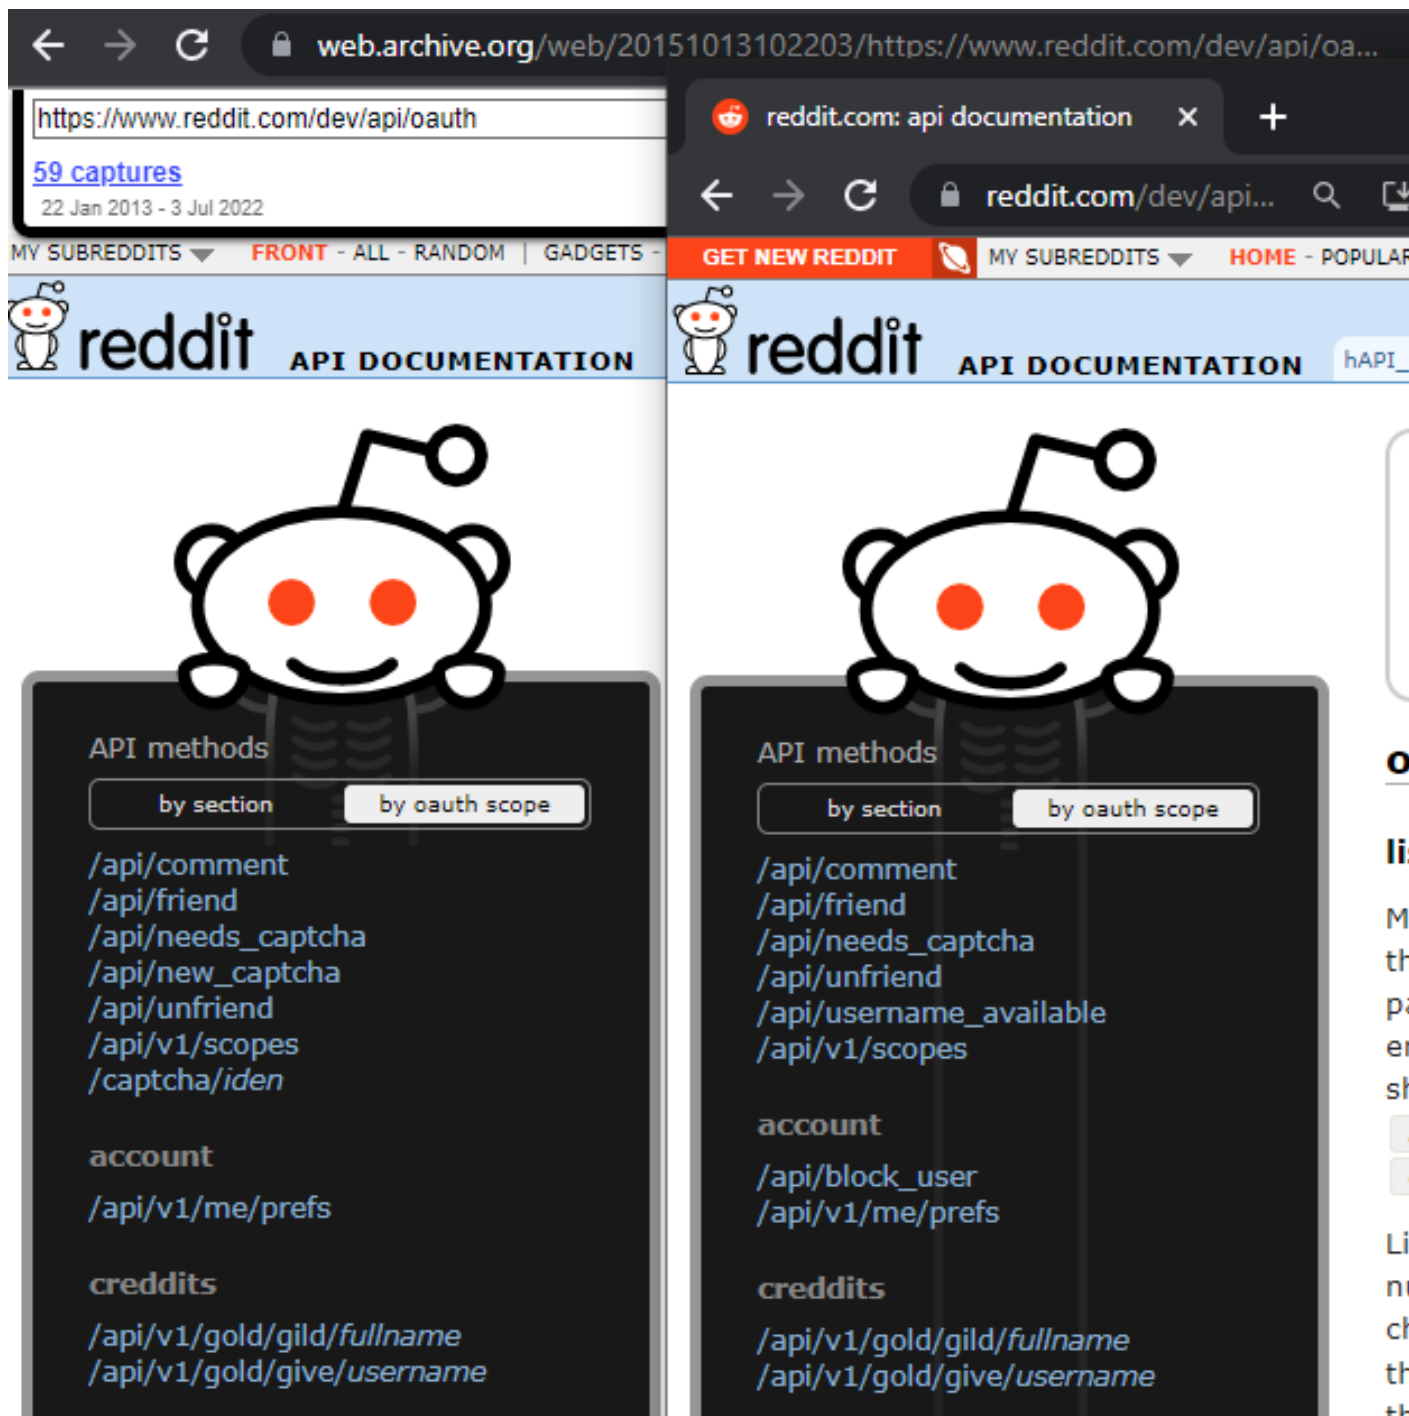 web.archive.org/web/20151013102203/https://www.reddit.com/dev/api/oa...
https://www.reddit.com/dev/api/oauth
59 captures
22 Jan 2013 - 3 Jul 2022
MY SUBREDDITS FRONT - ALL - RANDOM | GADGETS -
reddit API DOCUMENTATION
API methods
by section by oauth scope
/api/comment
/api/friend
/api/needs_captcha
/api/new_captcha
/api/unfriend
/api/v1/scopes
/captcha/iden
account
/api/v1/me/prefs
creddits
/api/v1/gold/gild/fullname
/api/v1/gold/give/username
reddit.com: api documentation
reddit.com/dev/api...
GET NEW REDDIT MY SUBREDDITS HOME - POPULAR
reddit API DOCUMENTATION hAPI_
API methods
by section by oauth scope
/api/comment
/api/friend
/api/needs_captcha
/api/unfriend
/api/username_available
/api/v1/scopes
account
/api/block_user
/api/v1/me/prefs
creddits
/api/v1/gold/gild/fullname
/api/v1/gold/give/username